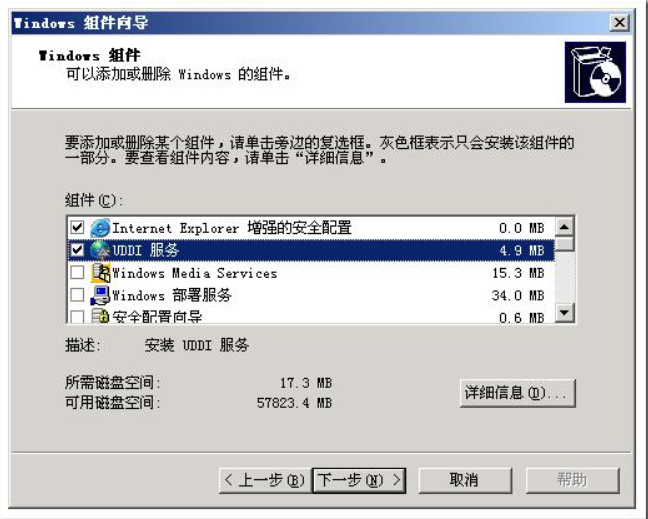 Windows 组件向导
Windows 组件
可以添加或删除 Windows 的组件。
要添加或删除某个组件，请单击旁边的复选框。灰色框表示只会安装该组件的
一部分。要查看组件内容，请单击“详细信息”。
组件(C):
Internet Explorer 增强的安全配置 0.0 MB
UDDI 服务 4.9 MB
Windows Media Services 15.3 MB
Windows 部署服务 34.0 MB
安全配置向导 0.6 MB
描述: 安装 UDDI 服务
所需磁盘空间: 17.3 MB
可用磁盘空间: 57823.4 MB
详细信息(D)...
< 上一步(B) 下一步(N) > 取消 帮助